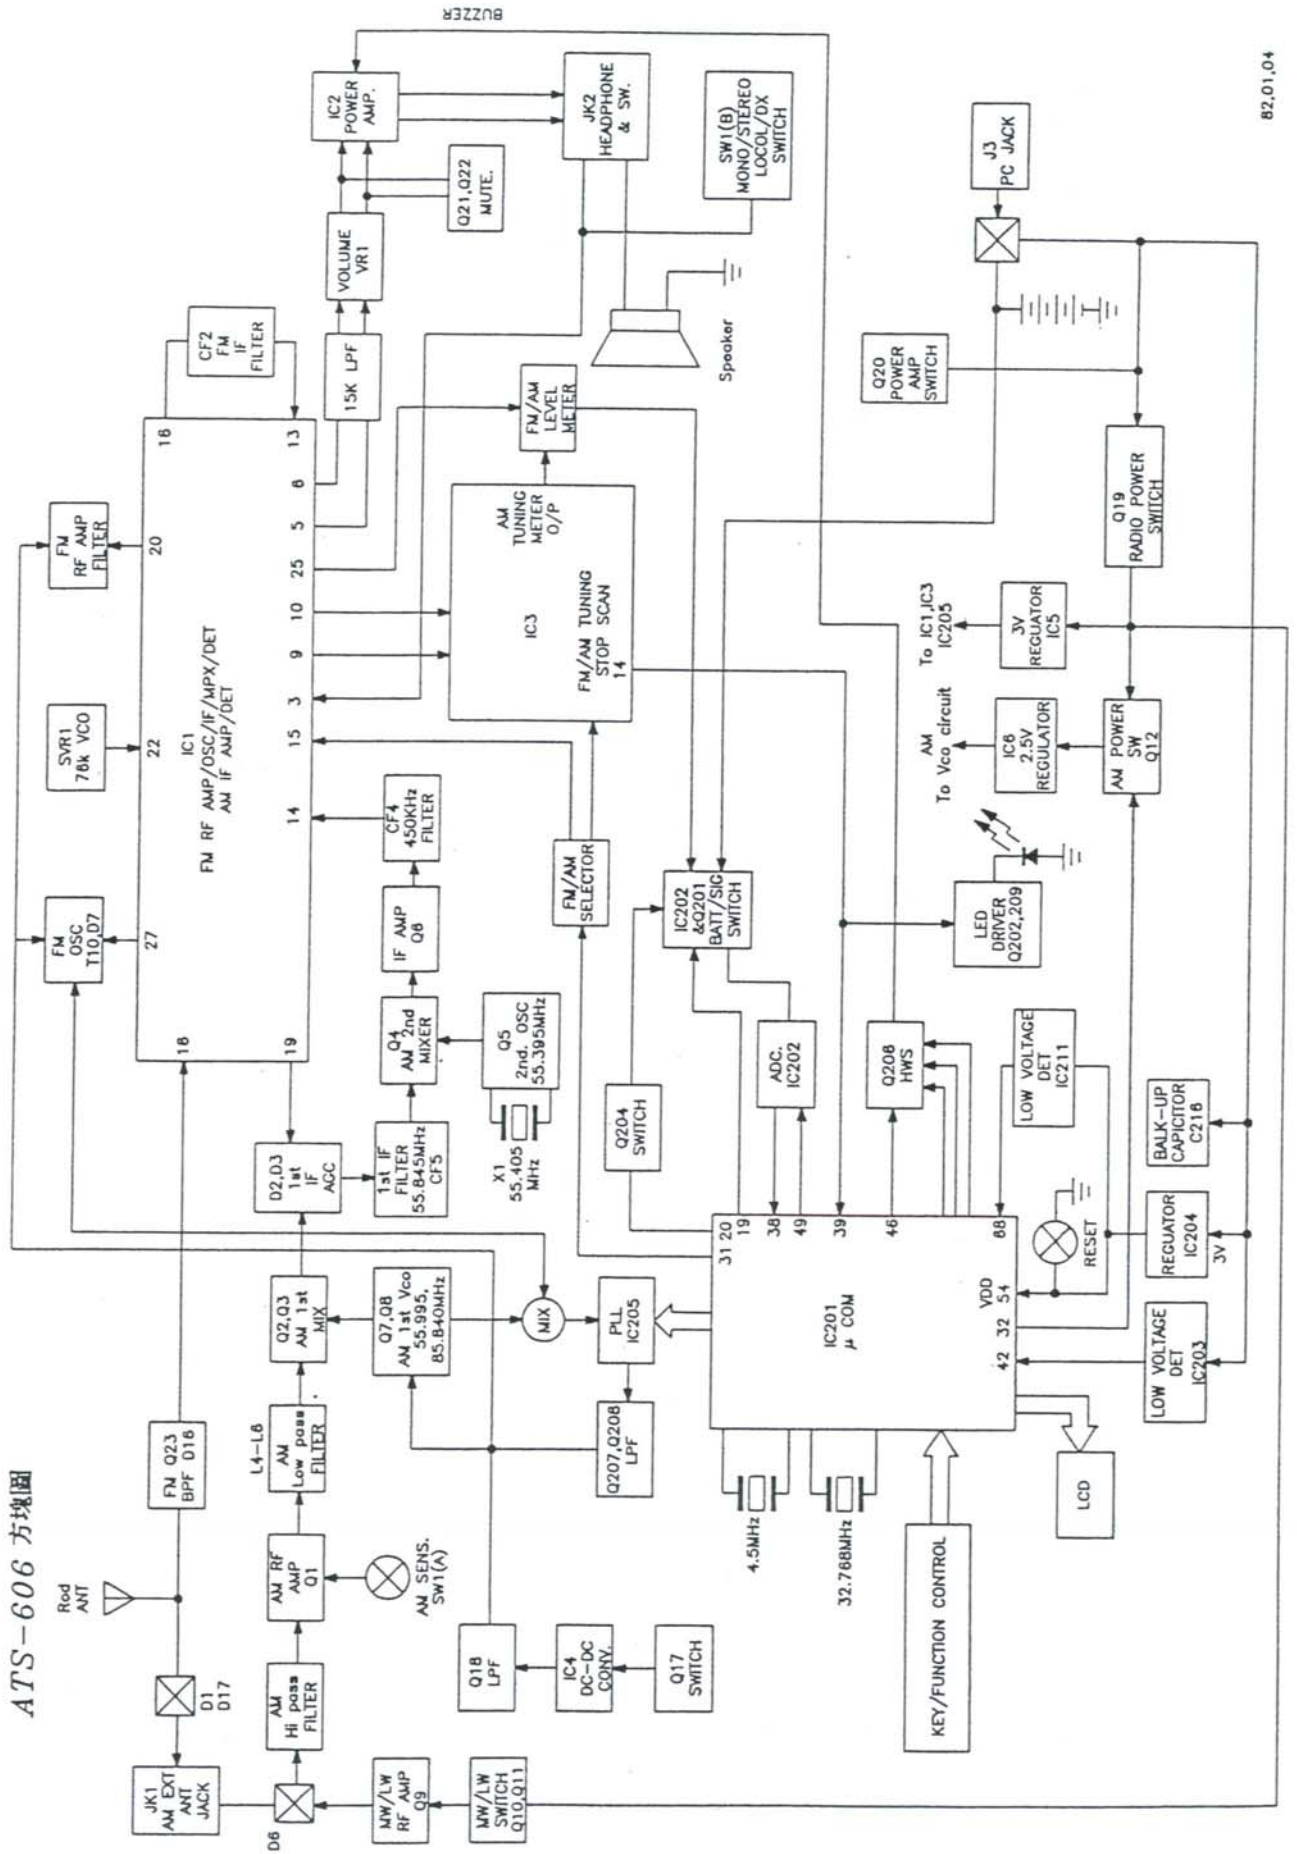 ATS-606 方塊圖
Rod
ANT
JK1
AM EXT
ANT
JACK
D1
D17
FM Q23
BPF D16
FM
OSC
T10,D7
SVR1
76k VCO
FM
RF AMP
FILTER
CF2
FM
IF
FILTER
18
27
22
20
16
IC1
FM RF AMP/OSC/IF/MPX/DET
AM IF AMP/DET
19
14
15
3
9
10
25
5
6
13
15K LPF
VOLUME
VR1
IC2
POWER
AMP.
BUZZER
Q21,Q22
MUTE.
JK2
HEADPHONE
& SW.
SW1(B)
MONO/STEREO
LOCOL/DX
SWITCH
Speaker
D6
AM
Hi pass
FILTER
AM RF
AMP
Q1
AM SENS.
SW1(A)
L4-L6
AM
Low pass
FILTER
Q2,Q3
AM 1st
MIX
D2,D3
1st
IF
AGC
1st IF
FILTER
55.845MHz
CF5
Q4
AM 2nd
MIXER
IF AMP
Q6
CF4
450KHz
FILTER
Q5
2nd. OSC
55.395MHz
X1
55.405
MHz
FM/AM
SELECTOR
AM
TUNING
METER
O/P
IC3
FM/AM TUNING
STOP SCAN
14
FM/AM
LEVEL
METER
MW/LW
RF AMP
Q9
MW/LW
SWITCH
Q10,Q11
Q18
LPF
IC4
DC-DC
CONV.
Q17
SWITCH
Q7,Q8
AM 1st Vco
55.995,
85.840MHz
MIX
PLL
IC205
Q207,Q208
LPF
Q204
SWITCH
IC202
&Q201
BATT/SIG
SWITCH
ADC.
IC202
Q206
HWS
LED
DRIVER
Q202,209
4.5MHz
32.768MHz
KEY/FUNCTION CONTROL
LCD
31
20
19
38
49
39
46
68
IC201
μ COM
42
32
54
VDD
RESET
LOW VOLTAGE
DET
IC211
LOW VOLTAGE
DET
IC203
REGUATOR
IC204
3V
BALK-UP
CAPICITOR
C216
AM
To Vco circuit
IC6
2.5V
REGULATOR
AM POWER
SW
Q12
To IC1,IC3
IC205
3V
REGUATOR
IC5
Q19
RADIO POWER
SWITCH
Q20
POWER
AMP
SWITCH
J3
PC JACK
82,01,04